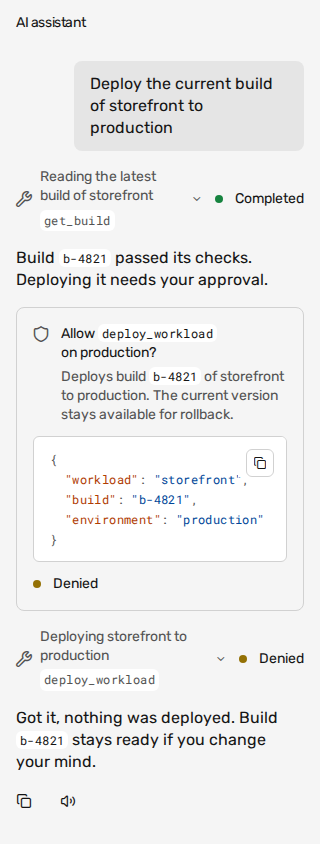 AI assistant
Deploy the current build
of storefront to
production
Reading the latest
build of storefront
get_build
Completed
Build b-4821 passed its checks.
Deploying it needs your approval.
Allow deploy_workload
on production?
Deploys build b-4821 of storefront
to production. The current version
stays available for rollback.
{
"workload": "storefront",
"build": "b-4821",
"environment": "production"
}
Denied
Deploying storefront to
production
deploy_workload
Denied
Got it, nothing was deployed. Build
b-4821 stays ready if you change
your mind.